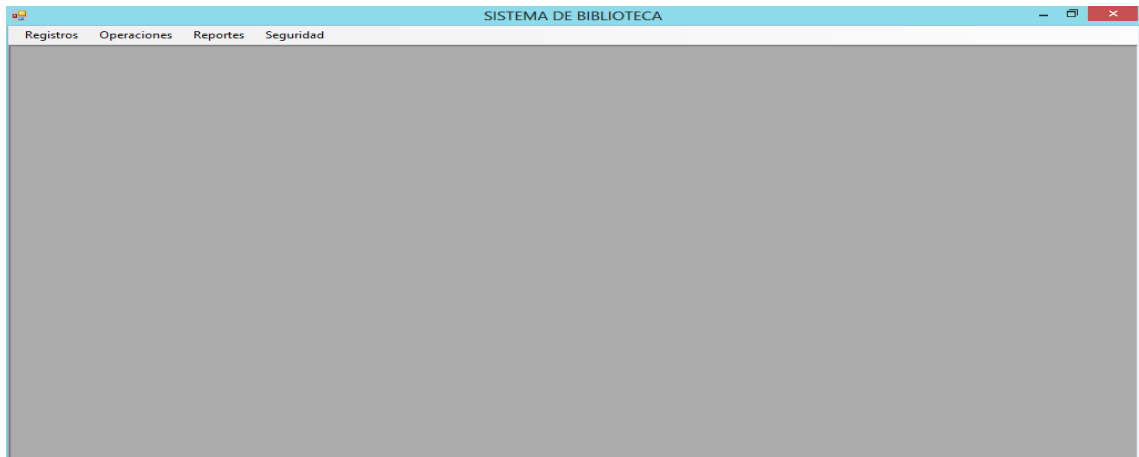 SISTEMA DE BIBLIOTECA
Registros Operaciones Reportes Seguridad